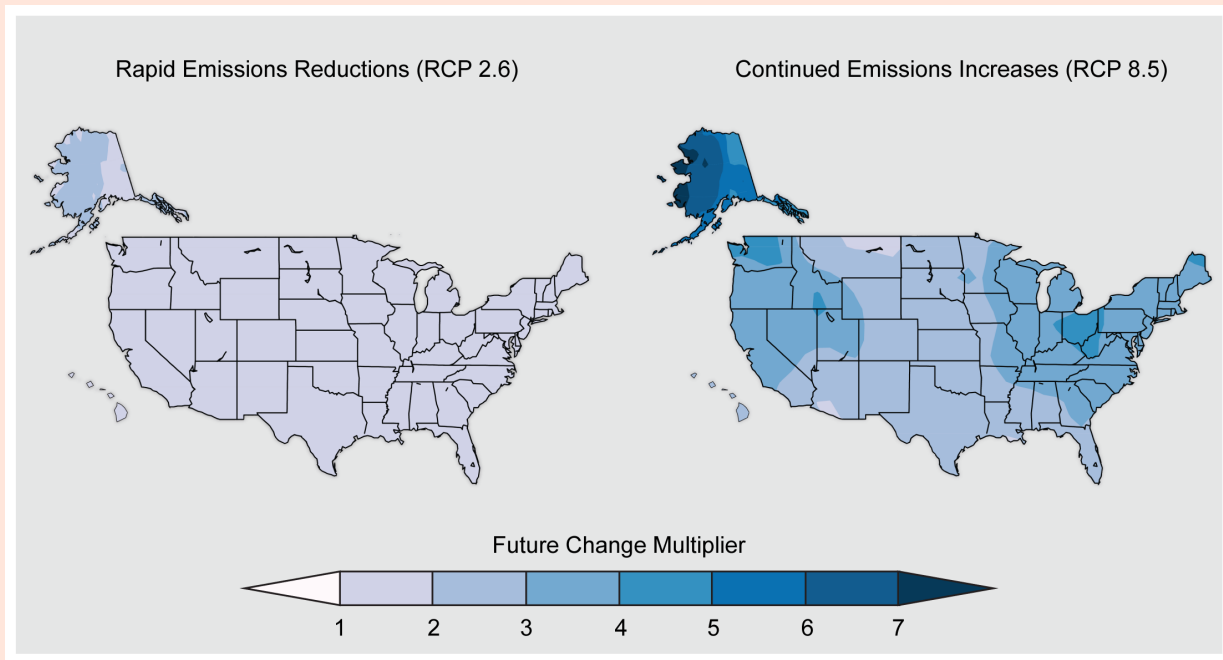 Rapid Emissions Reductions (RCP 2.6)
Continued Emissions Increases (RCP 8.5)
Future Change Multiplier
1 2 3 4 5 6 7